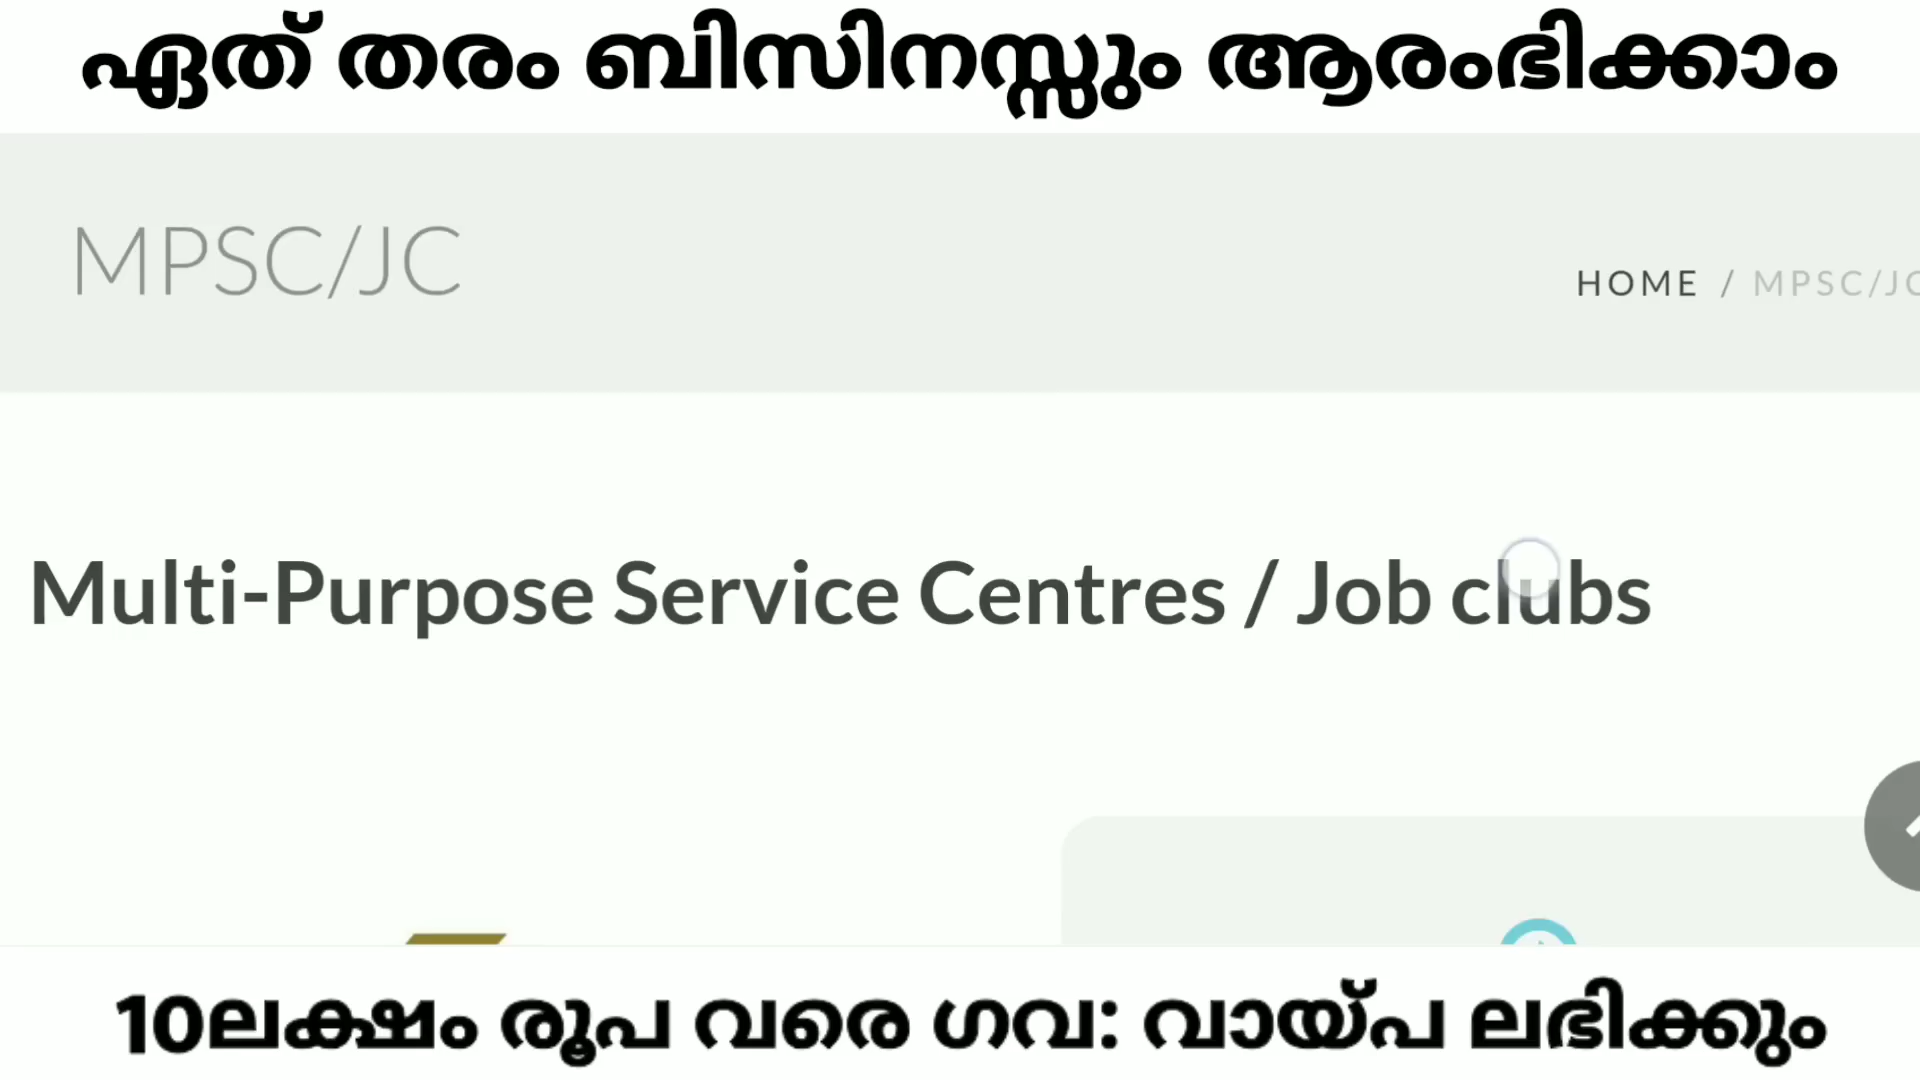 ഏത് തരം ബിസിനസ്സും ആരംഭിക്കാം
MPSC/JC
HOME / MPSC/JC
Multi-Purpose Service Centres / Job clubs
10ലക്ഷം രൂപ വരെ ഗവ: വായ്പ ലഭിക്കും